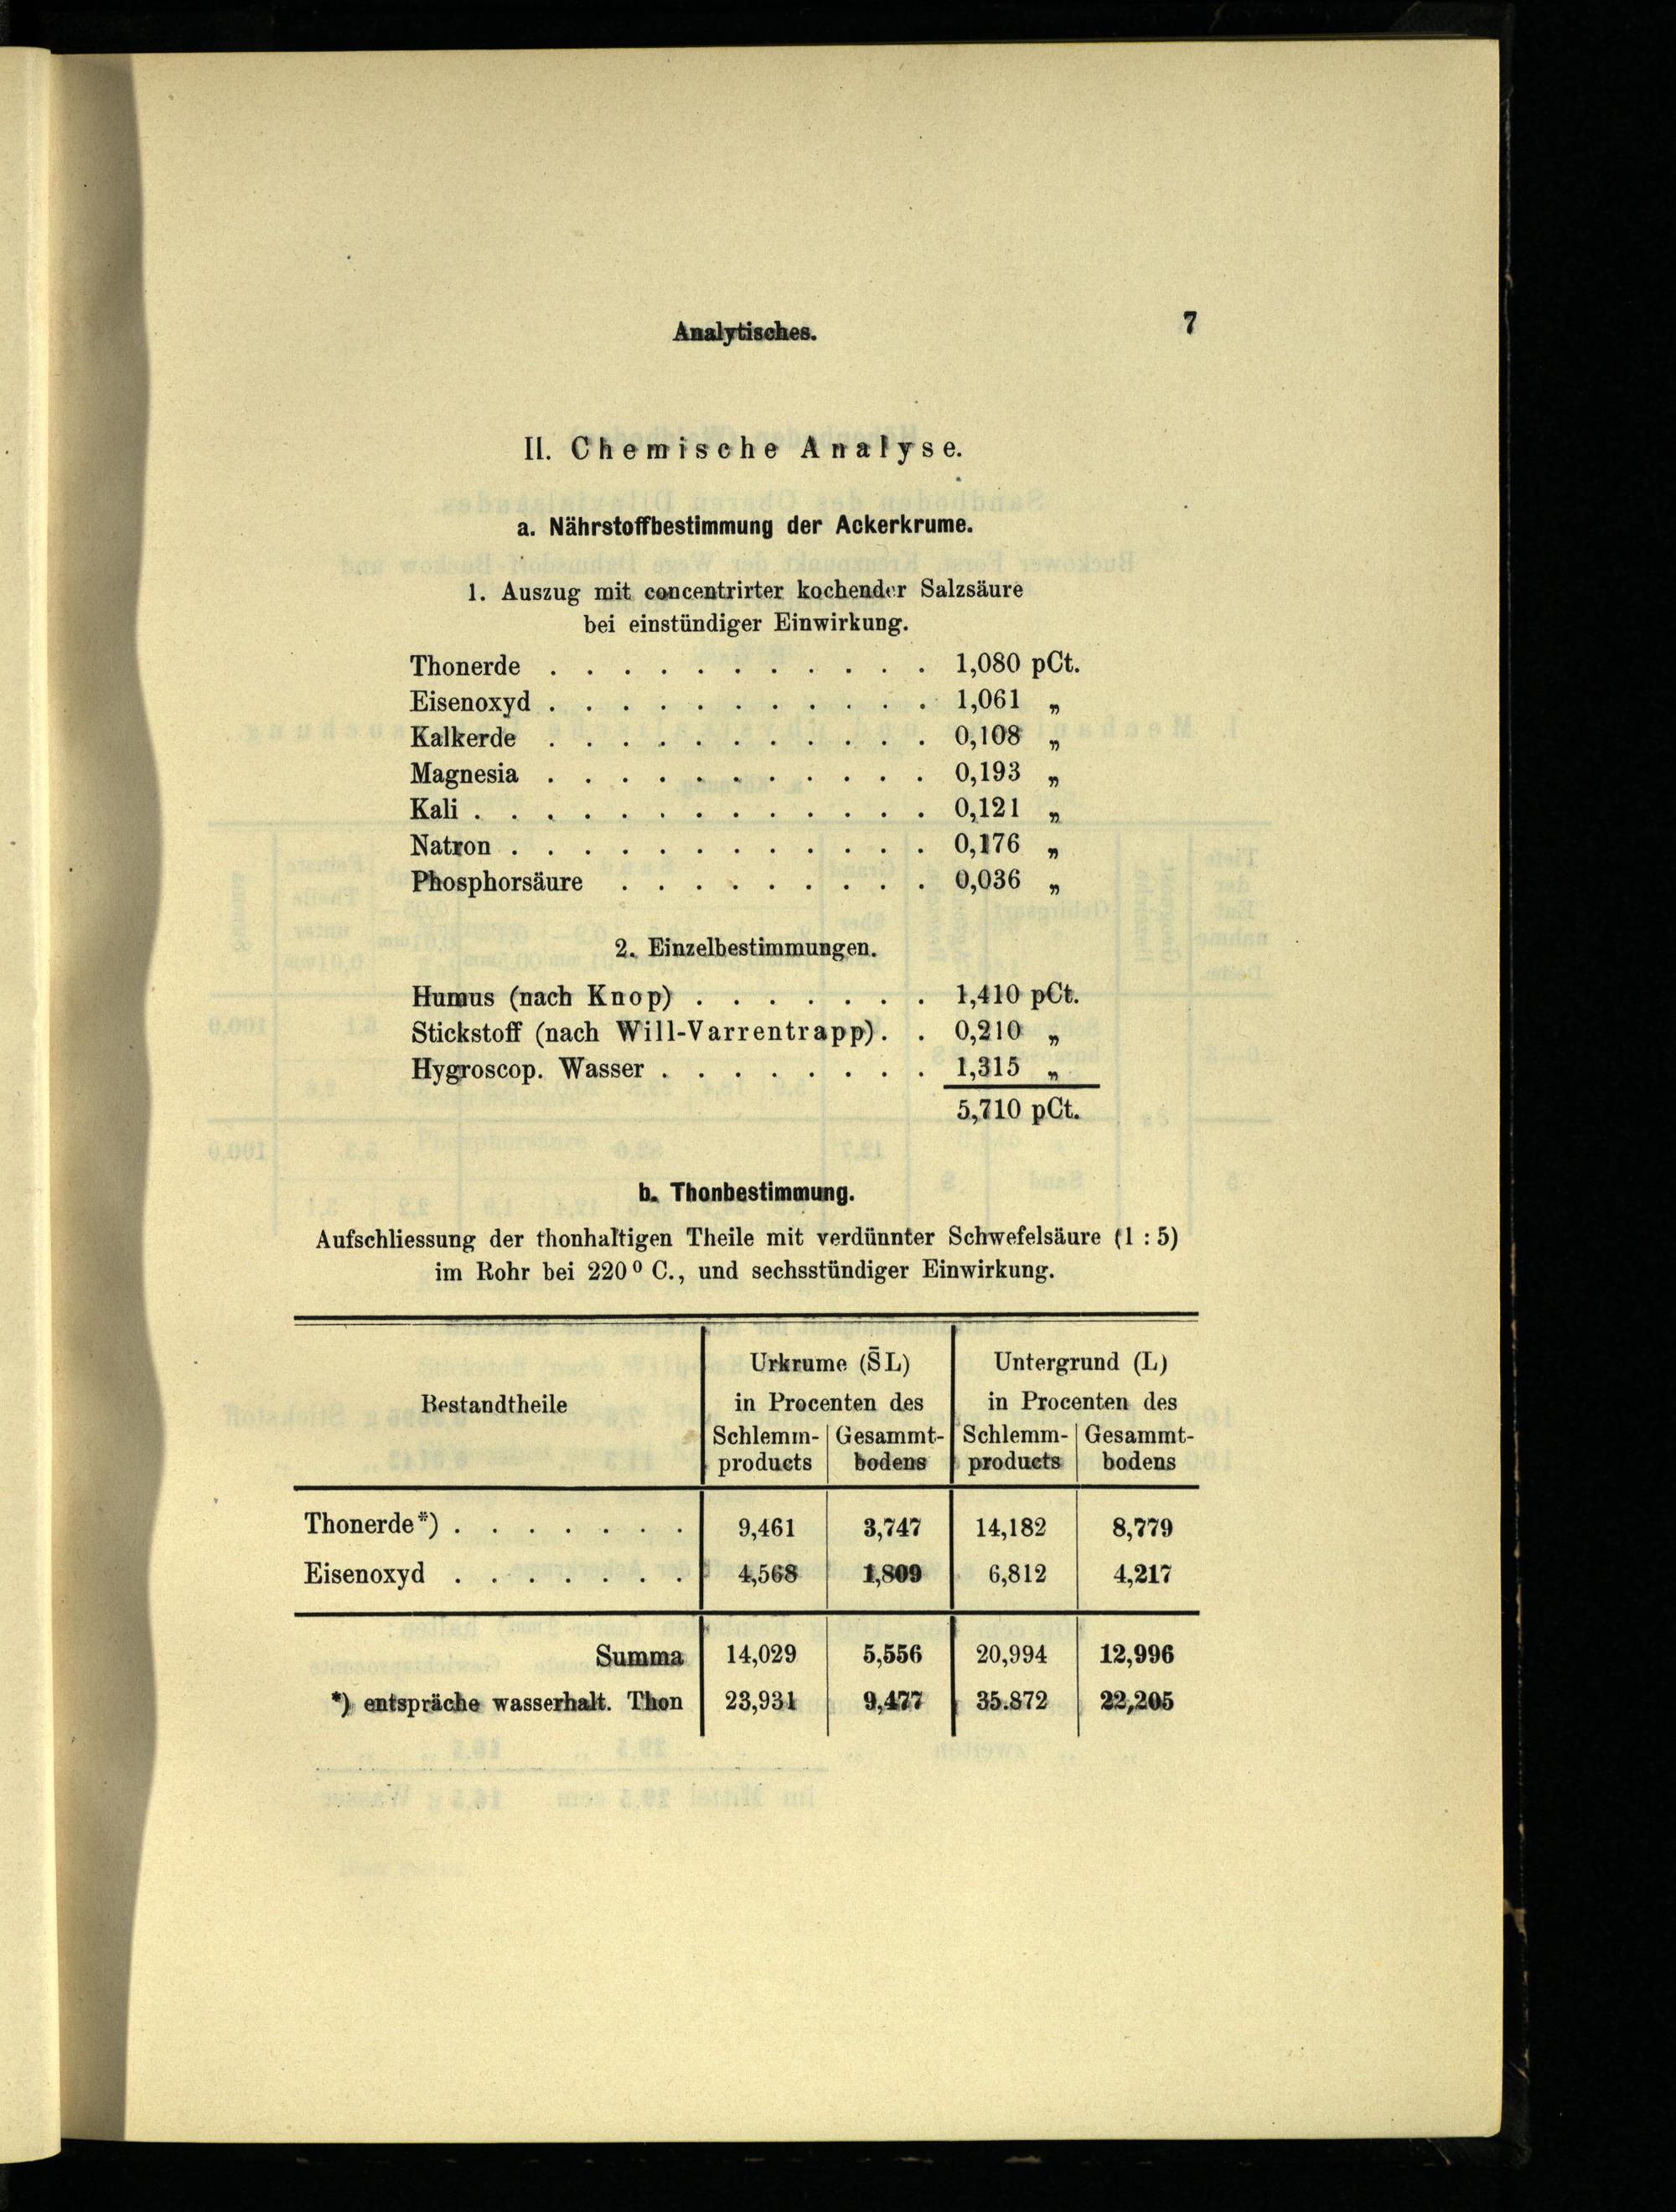 Analytisches. 7
II. Chemische Analyse.
a. Nährstoffbestimmung der Ackerkrume.
1. Auszug mit concentrirter kochender Salzsäure
bei einstündiger Einwirkung.
Thonerde . . . . . . . . . . . 1,080 pCt.
Eisenoxyd . . . . . . . . . . . 1,061 „
Kalkerde . . . . . . . . . . . 0,108 „
Magnesia . . . . . . . . . . . 0,193 „
Kali . . . . . . . . . . . . . 0,121 „
Natron . . . . . . . . . . . . 0,176 „
Phosphorsäure . . . . . . . . . 0,036 „
2. Einzelbestimmungen.
Humus (nach Knop) . . . . . . . 1,410 pCt.
Stickstoff (nach Will-Varrentrapp) . . 0,210 „
Hygroscop. Wasser . . . . . . . . 1,315 „
5,710 pCt.
b. Thonbestimmung.
Aufschliessung der thonhaltigen Theile mit verdünnter Schwefelsäure (1 : 5)
im Rohr bei 220° C., und sechsstündiger Einwirkung.
Urkrume (S̄L) Untergrund (L)
Bestandtheile in Procenten des in Procenten des
Schlemm- Gesammt- Schlemm- Gesammt-
products bodens products bodens
Thonerde*) . . . . . . . 9,461 3,747 14,182 8,779
Eisenoxyd . . . . . . . 4,568 1,809 6,812 4,217
Summa 14,029 5,556 20,994 12,996
*) entspräche wasserhalt. Thon 23,931 9,477 35.872 22,205